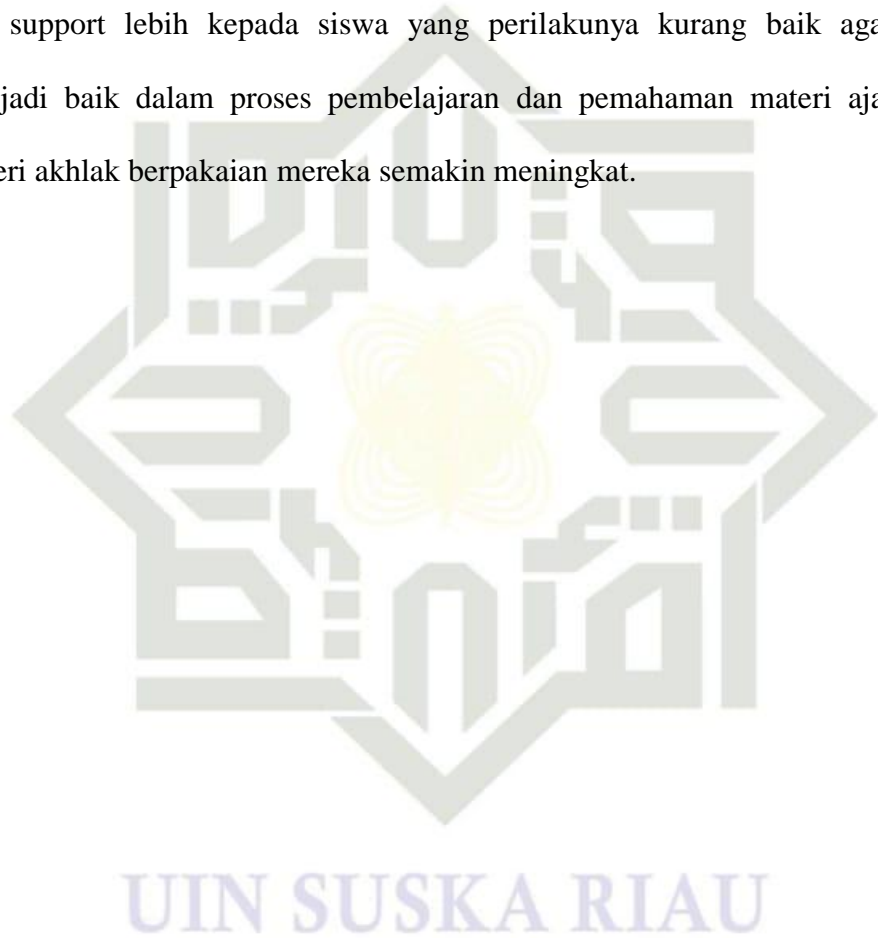 support lebih kepada siswa yang perilakunya kurang baik aga
jadi baik dalam proses pembelajaran dan pemahaman materi aja
eri akhlak berpakaian mereka semakin meningkat.
UIN SUSKA RIAU